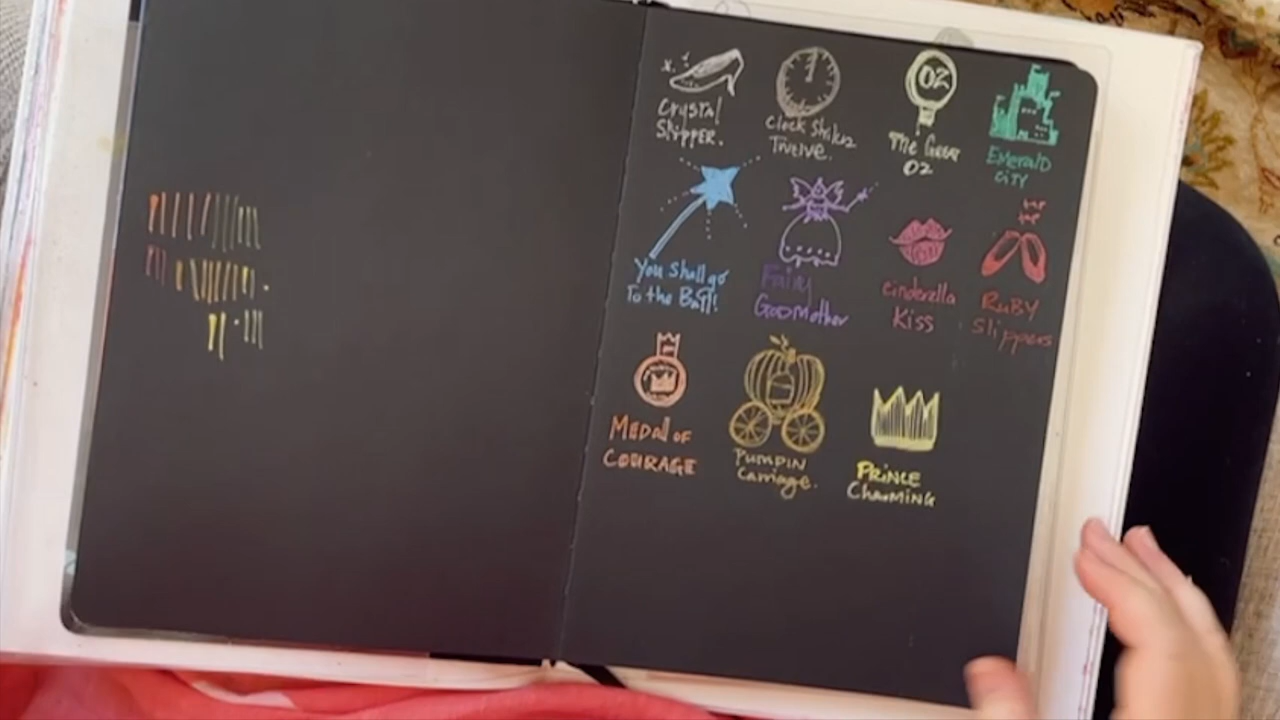 Crystal
Slipper.
Clock Strikes
Twelve.
OZ
The Great
OZ
EMERALD
CITY
You Shall go
To the Ball!
Fairy
GODMOTHER
Cinderella
Kiss
RUBY
Slippers
MEDAL OF
COURAGE
PUMPIN
Carriage.
PRINCE
CHARMING